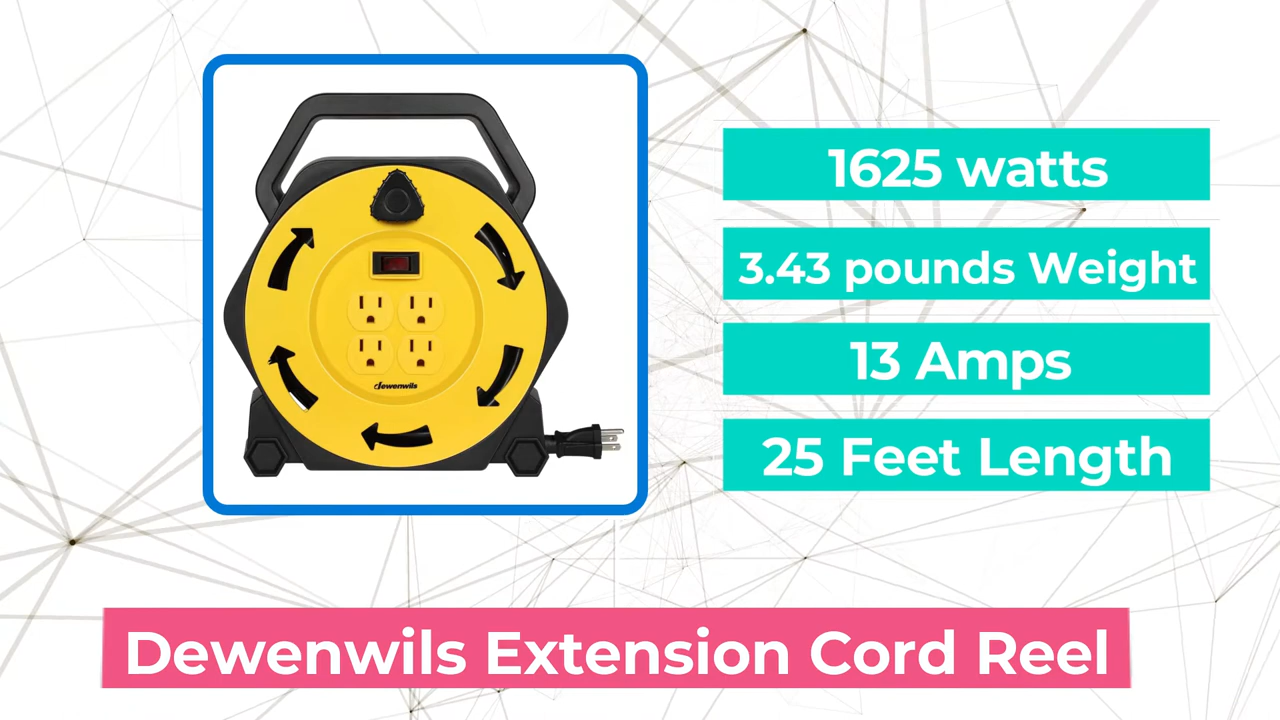 1625 watts
3.43 pounds Weight
13 Amps
25 Feet Length
dewenwils
Dewenwils Extension Cord Reel